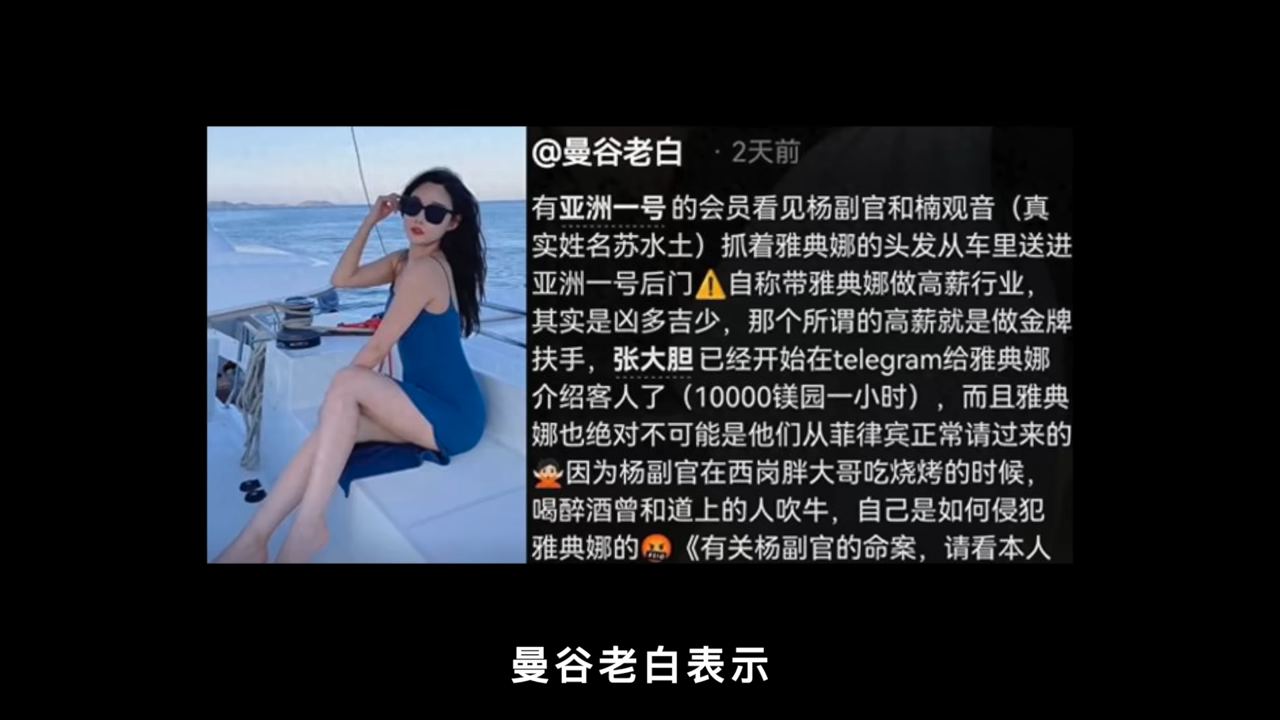 @曼谷老白 · 2天前
有亚洲一号的会员看见杨副官和楠观音（真
实姓名苏水土）抓着雅典娜的头发从车里送进
亚洲一号后门⚠️自称带雅典娜做高薪行业，
其实是凶多吉少，那个所谓的高薪就是做金牌
扶手，张大胆已经开始在telegram给雅典娜
介绍客人了（10000镁园一小时），而且雅典
娜也绝对不可能是他们从菲律宾正常请过来的
🙅🏻因为杨副官在西岗胖大哥吃烧烤的时候，
喝醉酒曾和道上的人吹牛，自己是如何侵犯
雅典娜的🤬《有关杨副官的命案，请看本人
曼谷老白表示